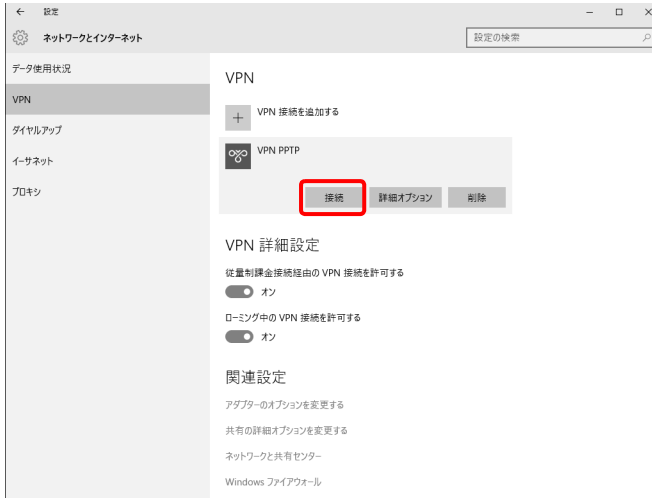 設定
ネットワークとインターネット
設定の検索
データ使用状況
VPN
ダイヤルアップ
イーサネット
プロキシ
VPN
VPN 接続を追加する
VPN PPTP
接続 詳細オプション 削除
VPN 詳細設定
従量制課金接続経由の VPN 接続を許可する
オン
ローミング中の VPN 接続を許可する
オン
関連設定
アダプターのオプションを変更する
共有の詳細オプションを変更する
ネットワークと共有センター
Windows ファイアウォール